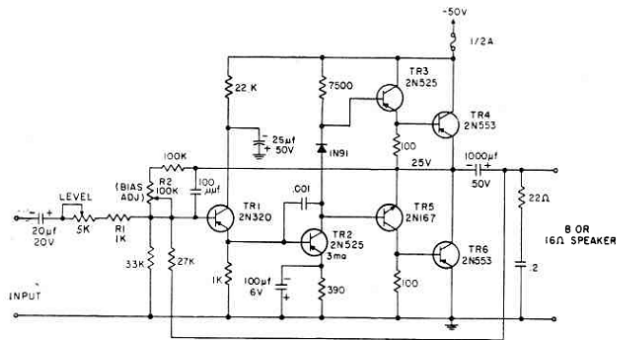 -50V
1/2A
TR3
2N525
22 K
7500
TR4
2N553
25µf
50V
100
1N91
1000µf
100K
25V
50V
100
µµf
R2
100K
(BIAS
ADJ)
LEVEL
.001
TR1
2N320
TR5
2N167
22Ω
20µf
20V
5K
R1
1K
TR2
2N525
3ma
TR6
2N553
8 OR
16Ω SPEAKER
33K
27K
1K
100µf
6V
390
100
.2
INPUT